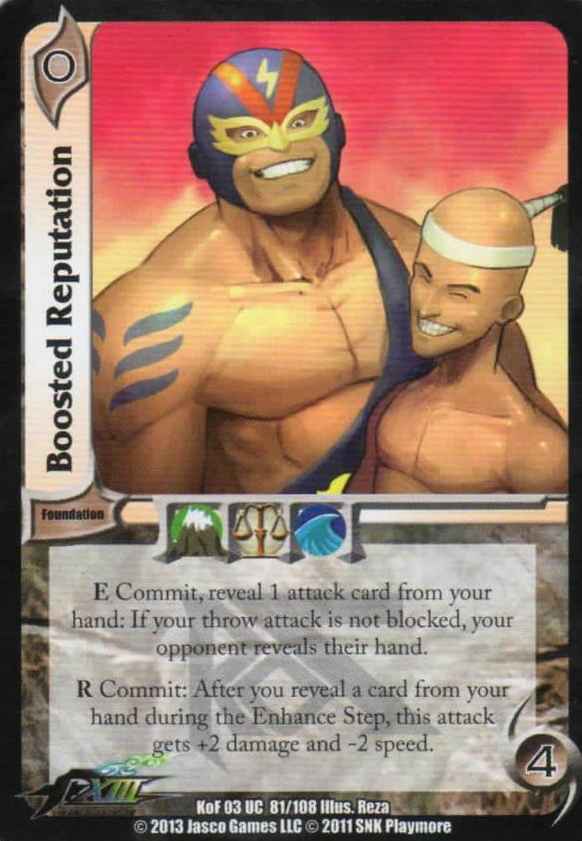 0
Boosted Reputation
Foundation
E Commit, reveal 1 attack card from your
hand: If your throw attack is not blocked, your
opponent reveals their hand.
R Commit: After you reveal a card from your
hand during the Enhance Step, this attack
gets +2 damage and -2 speed.
4
XIII
KoF 03 UC 81/108 Illus. Reza
© 2013 Jasco Games LLC © 2011 SNK Playmore